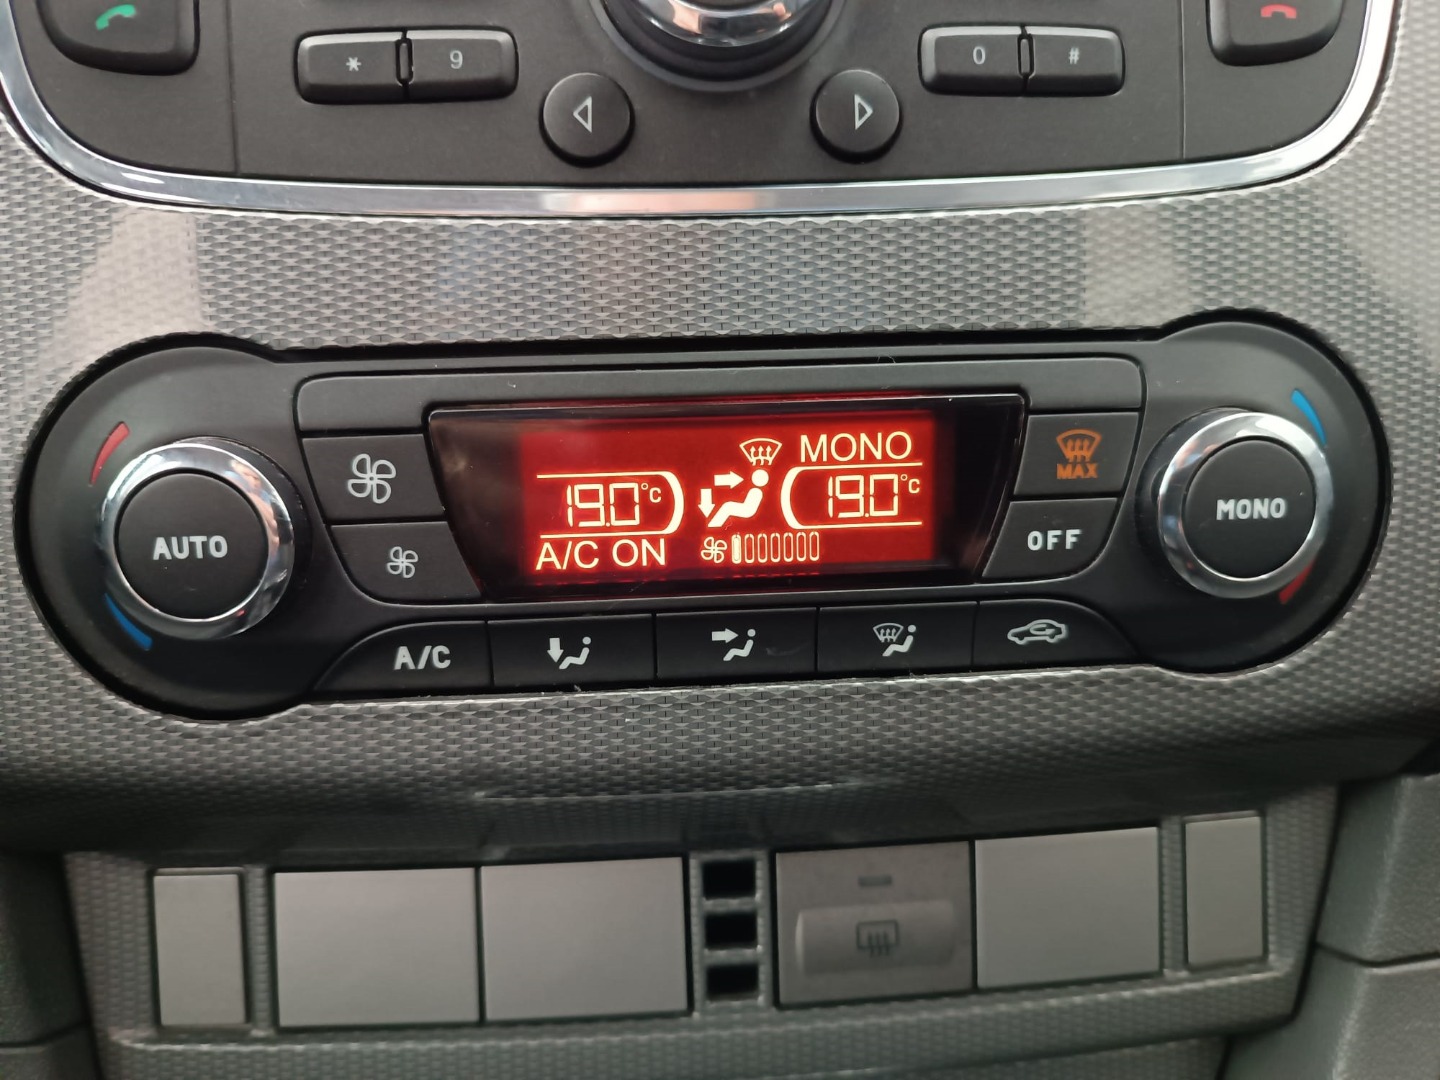 * 9 0 #
MONO
19.0°C 19.0°C
A/C ON
AUTO
MAX
OFF
MONO
A/C